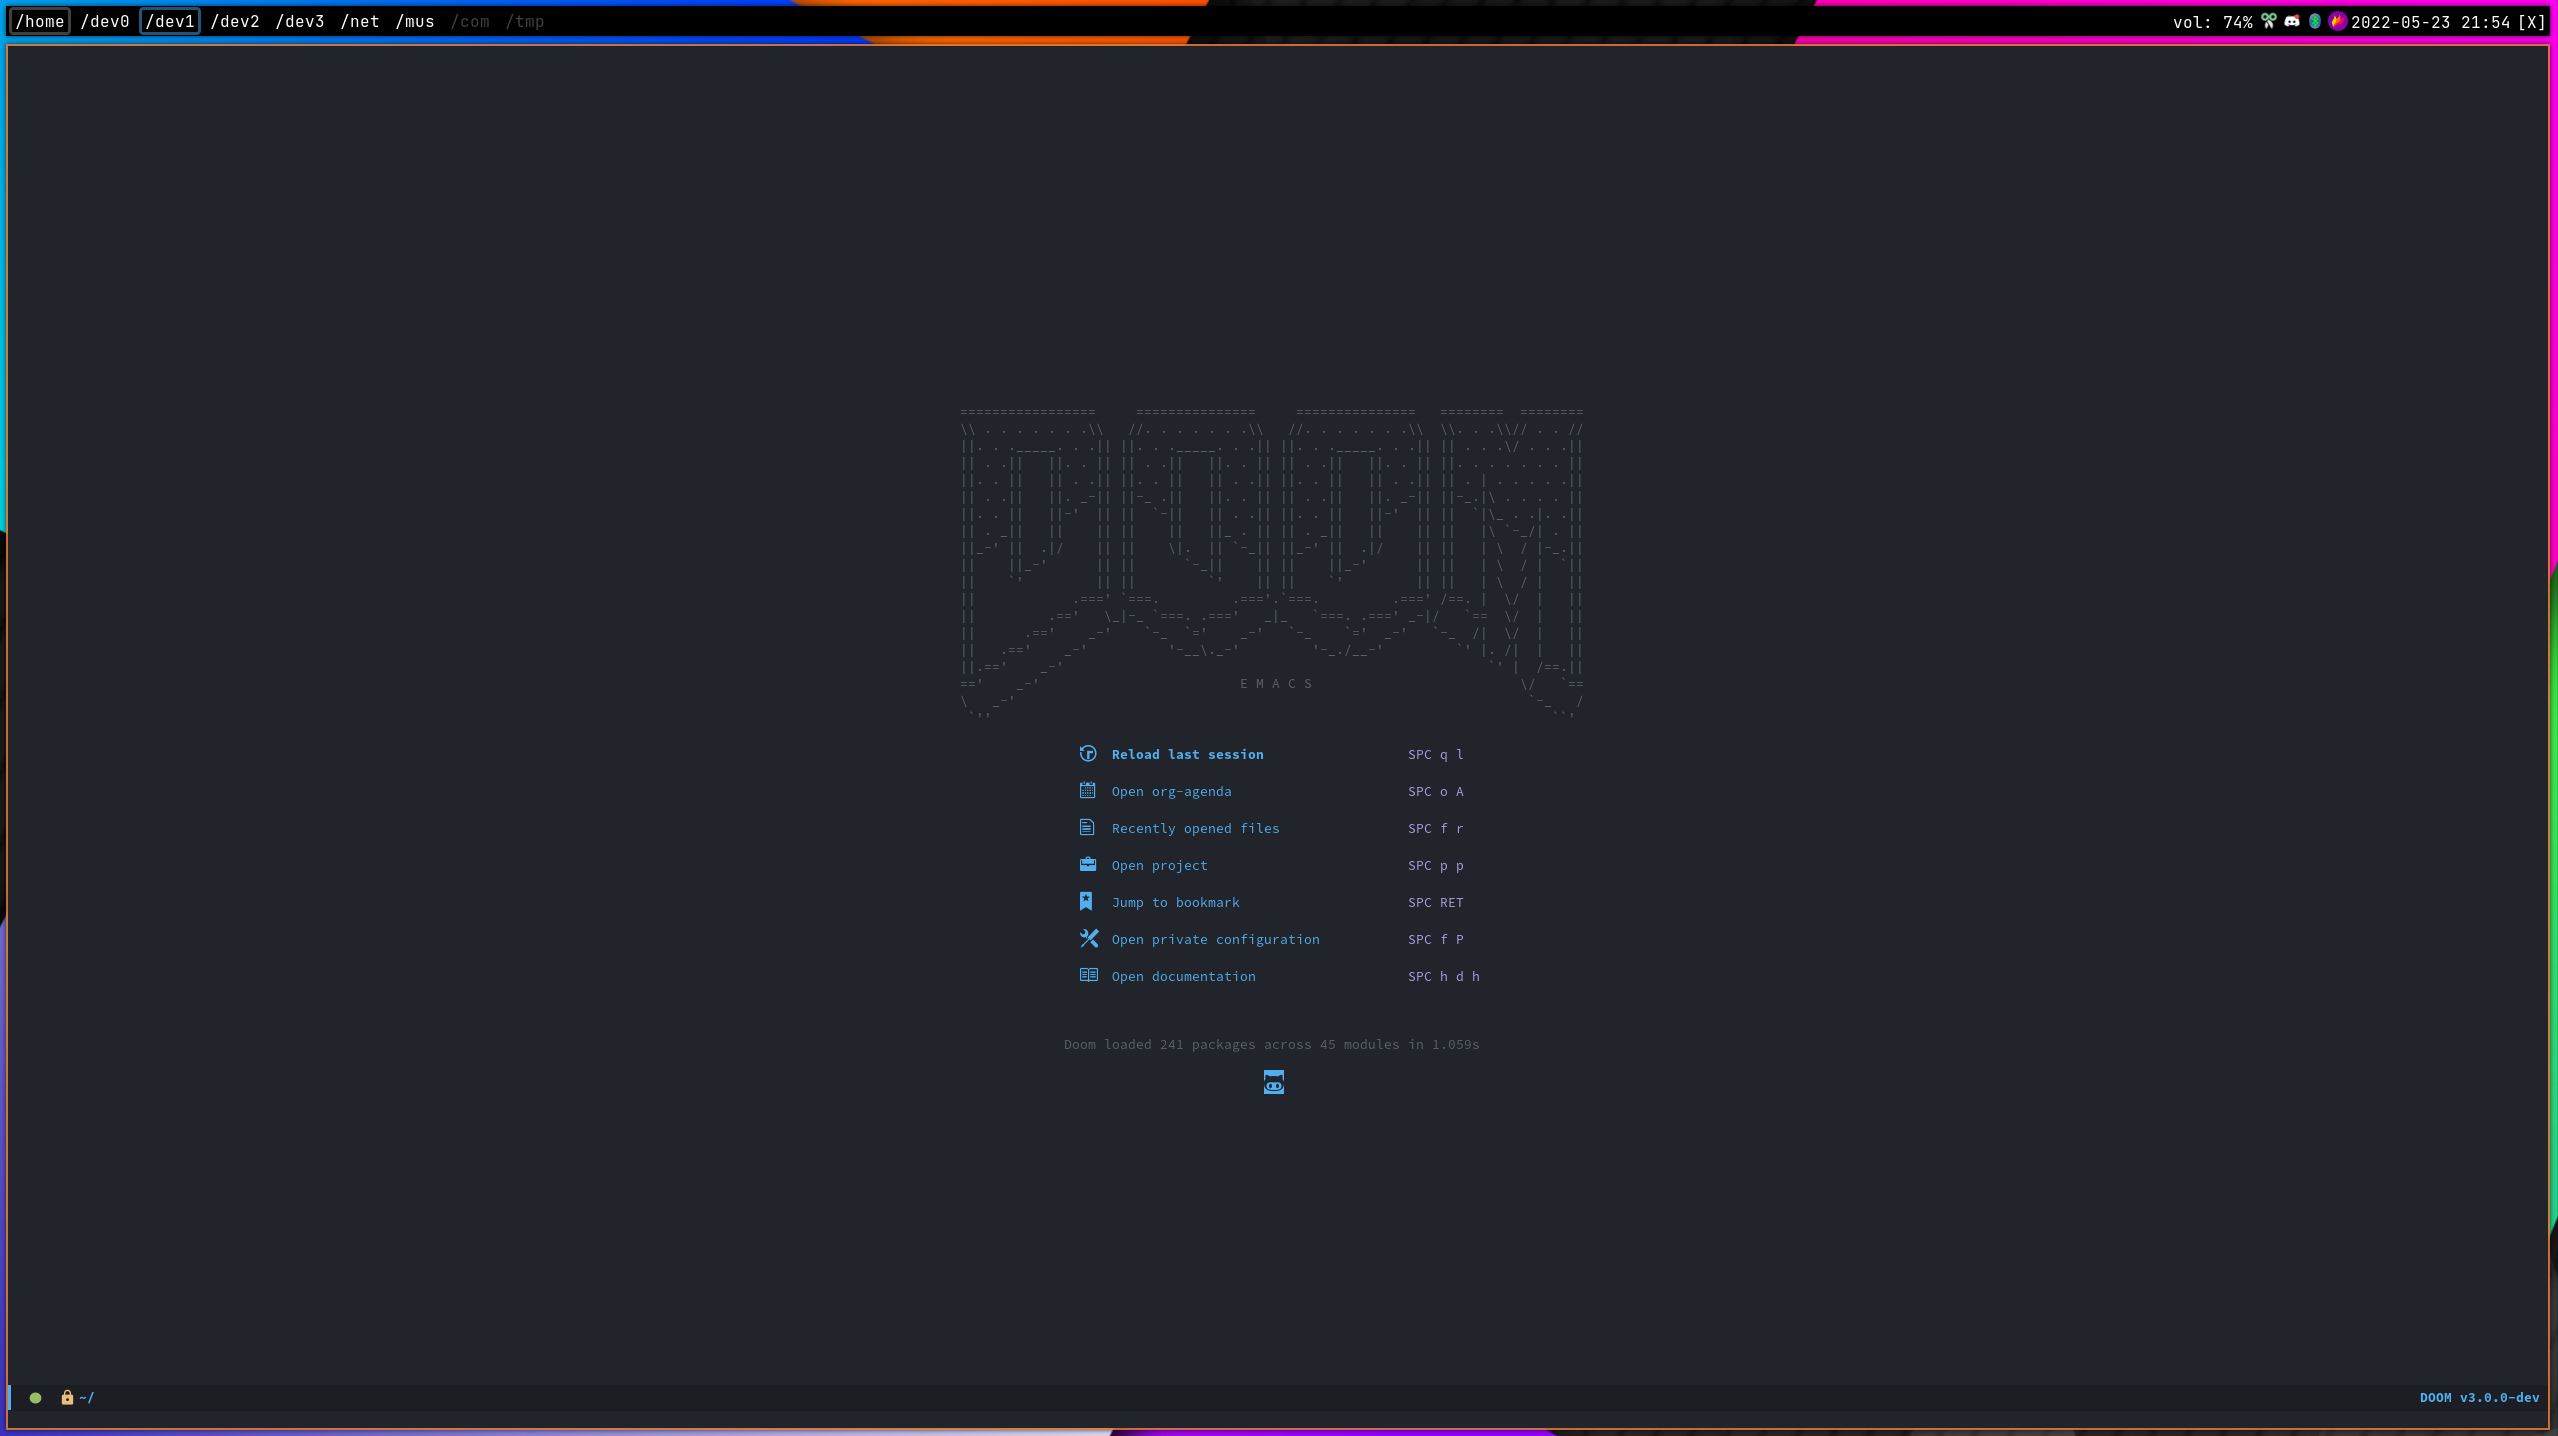 /home /dev0 /dev1 /dev2 /dev3 /net /mus /com /tmp
vol: 74% 2022-05-23 21:54 [X]
E M A C S
Reload last session SPC q l
Open org-agenda SPC o A
Recently opened files SPC f r
Open project SPC p p
Jump to bookmark SPC RET
Open private configuration SPC f P
Open documentation SPC h d h
Doom loaded 241 packages across 45 modules in 1.059s
~/ DOOM v3.0.0-dev